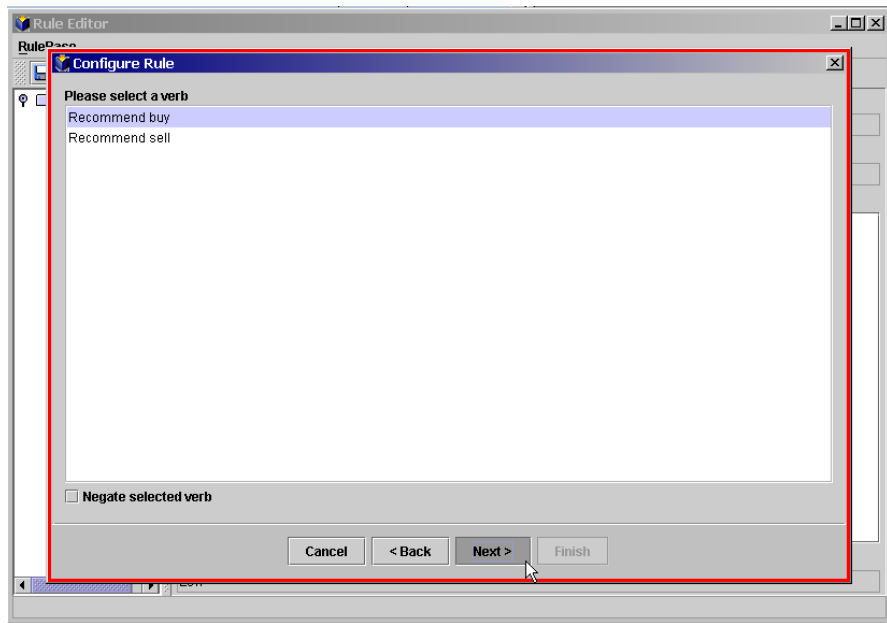 Rule Editor
Configure Rule
Please select a verb
Recommend buy
Recommend sell
Negate selected verb
Cancel < Back Next > Finish